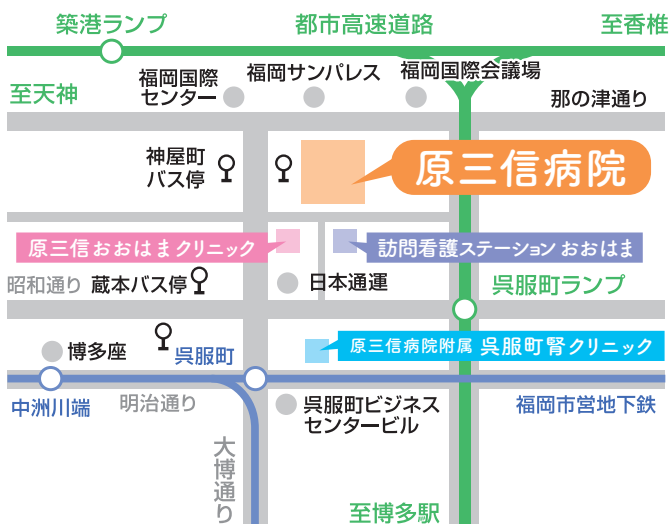 築港ランプ
都市高速道路
至香椎
至天神
福岡国際
センター
福岡サンパレス
福岡国際会議場
那の津通り
神屋町
バス停
原三信病院
原三信おおはまクリニック
訪問看護ステーション おおはま
昭和通り
蔵本バス停
日本通運
呉服町ランプ
博多座
呉服町
原三信病院附属 呉服町腎クリニック
中洲川端
明治通り
呉服町ビジネス
センタービル
福岡市営地下鉄
大博通り
至博多駅